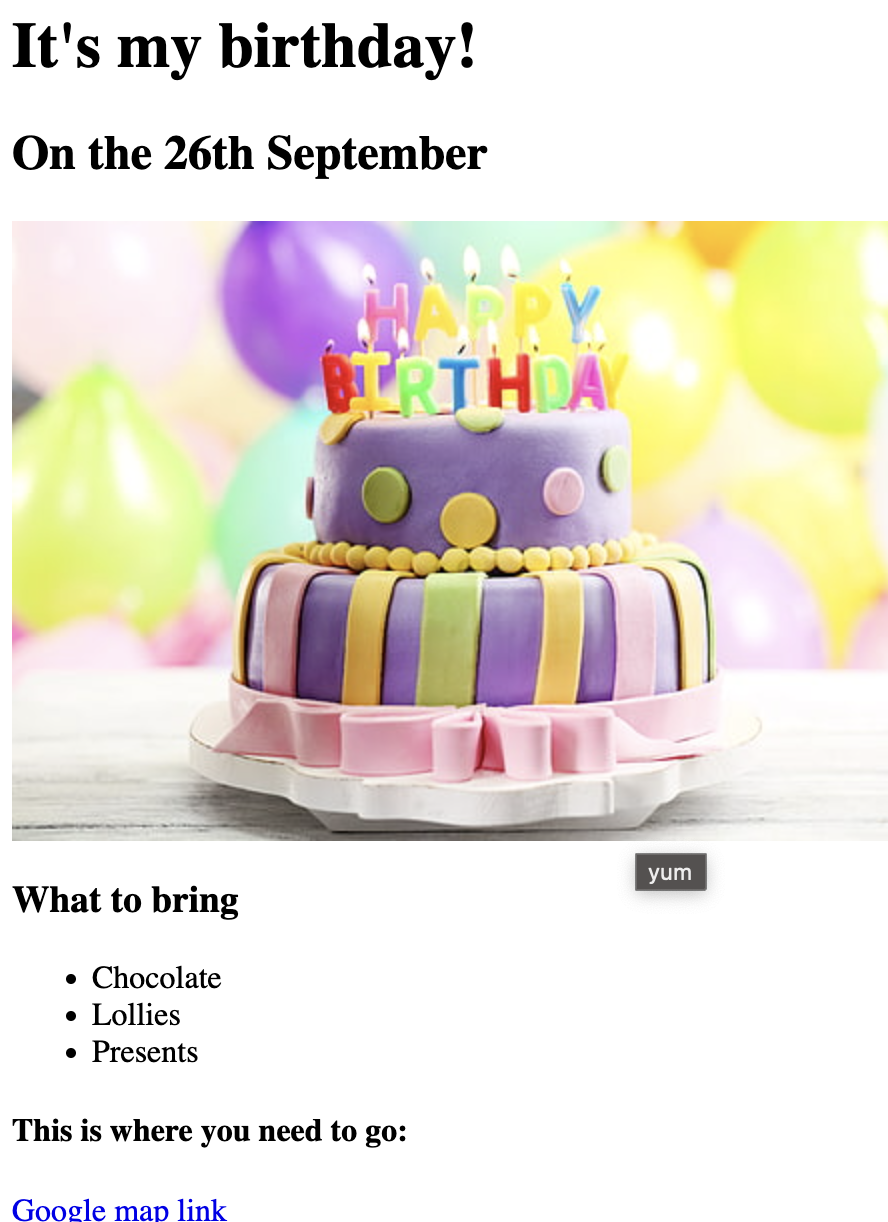 It's my birthday!
On the 26th September
HAPPY
BIRTHDAY
yum
What to bring
Chocolate
Lollies
Presents
This is where you need to go:
Google map link